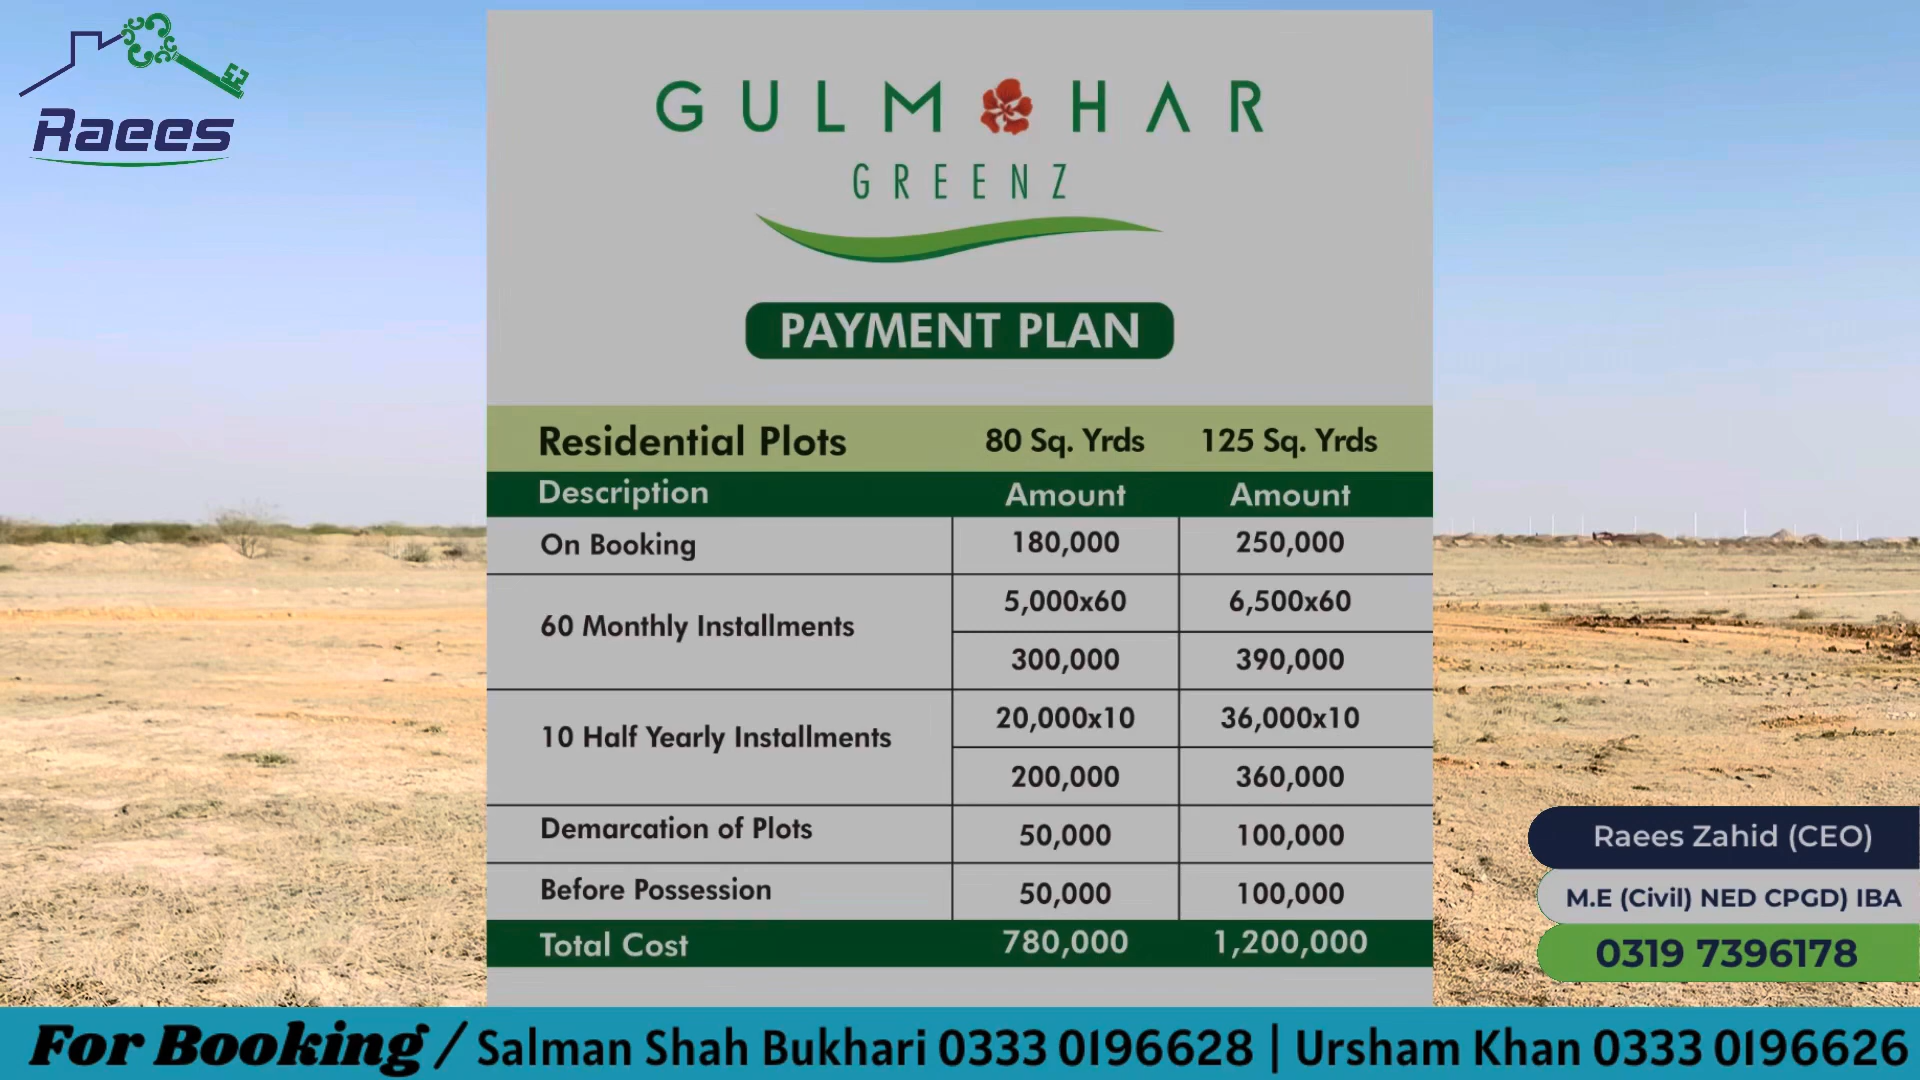 Raees
GULMOHAR
GREENZ
PAYMENT PLAN
Residential Plots 80 Sq. Yrds 125 Sq. Yrds
Description Amount Amount
On Booking 180,000 250,000
60 Monthly Installments 5,000x60 6,500x60
300,000 390,000
10 Half Yearly Installments 20,000x10 36,000x10
200,000 360,000
Demarcation of Plots 50,000 100,000
Before Possession 50,000 100,000
Total Cost 780,000 1,200,000
Raees Zahid (CEO)
M.E (Civil) NED CPGD) IBA
0319 7396178
For Booking / Salman Shah Bukhari 0333 0196628 | Ursham Khan 0333 0196626